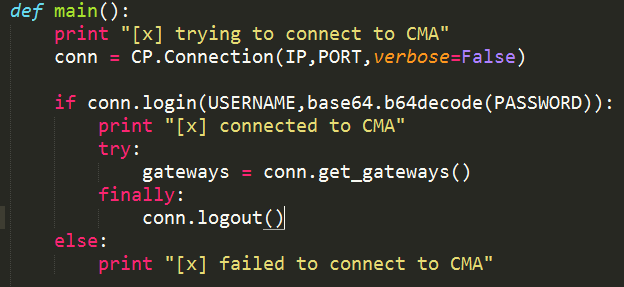 def main():
    print "[x] trying to connect to CMA"
    conn = CP.Connection(IP,PORT,verbose=False)
    if conn.login(USERNAME,base64.b64decode(PASSWORD)):
        print "[x] connected to CMA"
        try:
            gateways = conn.get_gateways()
        finally:
            conn.logout()
    else:
        print "[x] failed to connect to CMA"